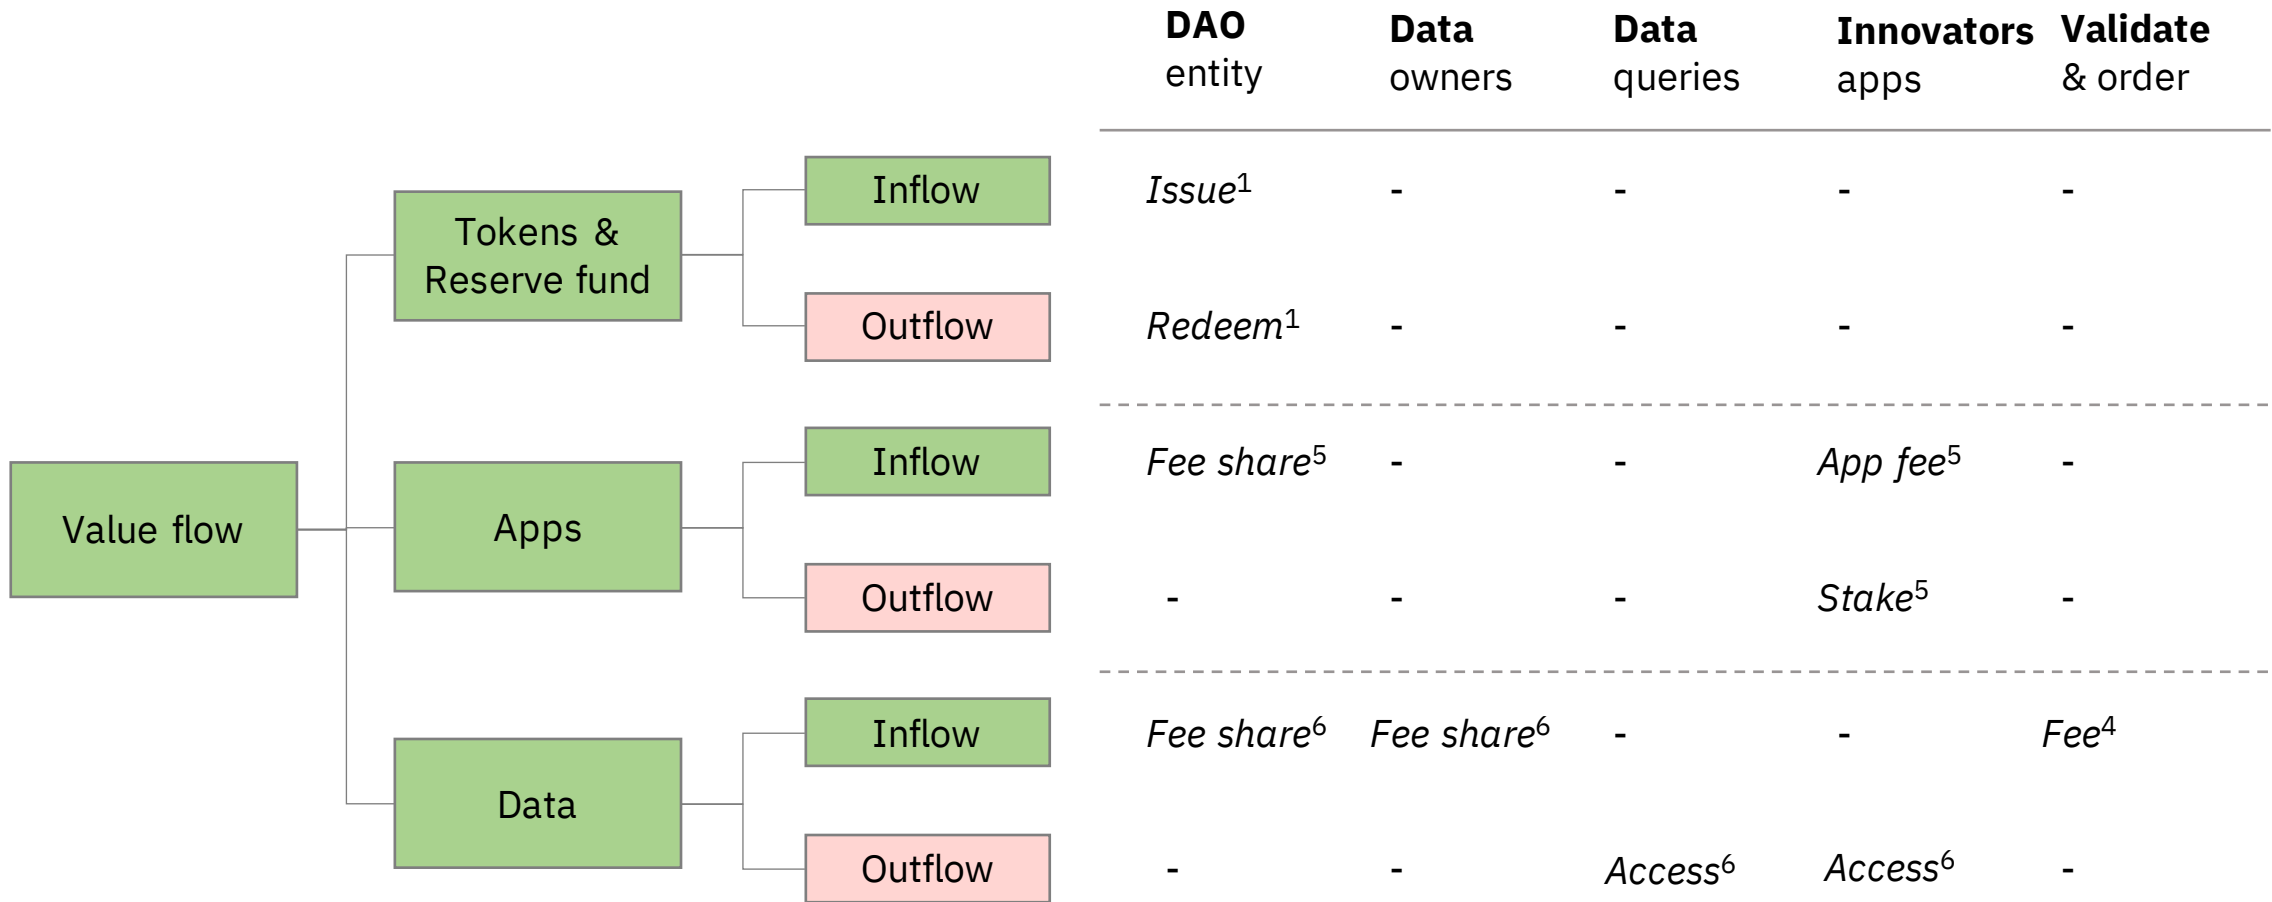 DAO Data Data Innovators Validate
entity owners queries apps & order
Inflow Issue¹ - - - -
Tokens &
Reserve fund
Outflow Redeem¹ - - - -
Inflow Fee share⁵ - - App fee⁵ -
Value flow Apps
Outflow - - - Stake⁵ -
Inflow Fee share⁶ Fee share⁶ - - Fee⁴
Data
Outflow - - Access⁶ Access⁶ -